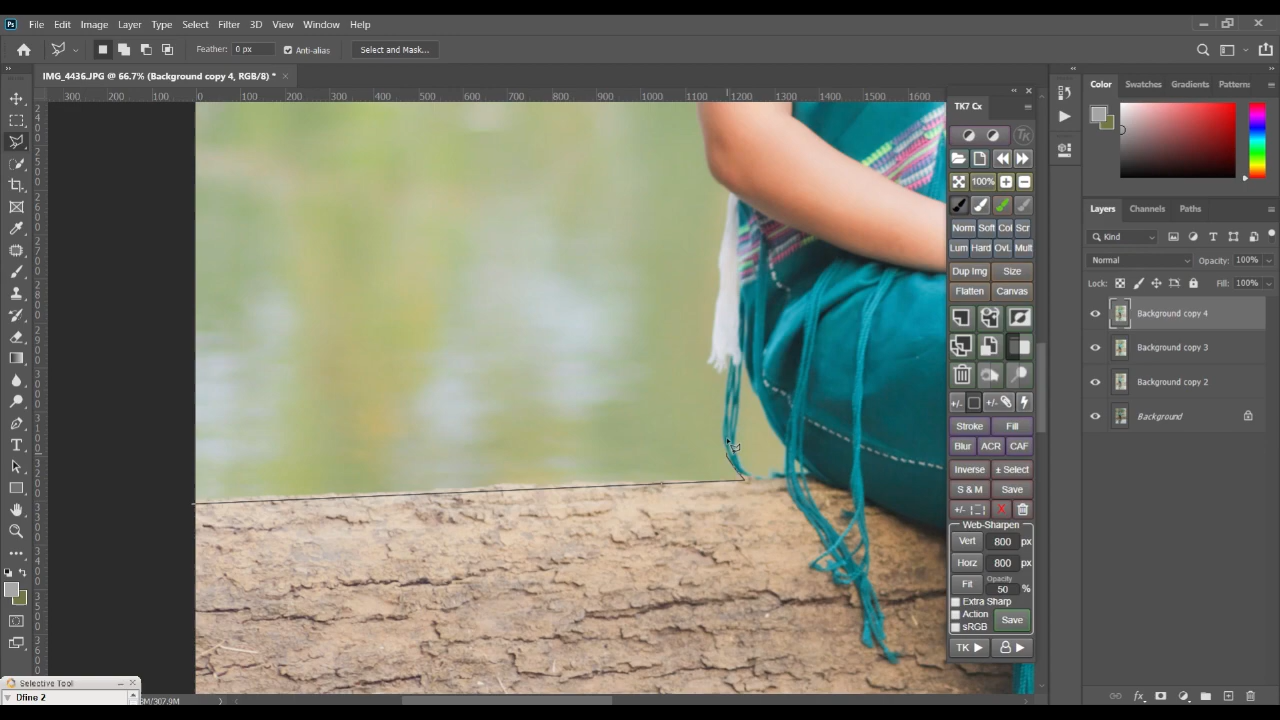 Ps File Edit Image Layer Type Select Filter 3D View Window Help
Feather: 0 px Anti-alias Select and Mask...
IMG_4436.JPG @ 66.7% (Background copy 4, RGB/8) * ×
300 200 100 0 100 200 300 400 500 600 700 800 900 1000 1100 1200 1300 1400 1500 1600
TK7 Cx
TK
100%
Norm Soft Col Scr
Lum Hard OvL Mult
Dup Img Size
Flatten Canvas
+/- +/-
Stroke Fill
Blur ACR CAF
Inverse ± Select
S & M Save
+/- X
Web-Sharpen
Vert 800 px
Horz 800 px
Fit Opacity 50 %
Extra Sharp
Action
sRGB
Save
TK
Color Swatches Gradients Patterns
Layers Channels Paths
Kind
Normal Opacity: 100%
Lock: Fill: 100%
Background copy 4
Background copy 3
Background copy 2
Background
fx
Selective Tool
Dfine 2
M/307.9M